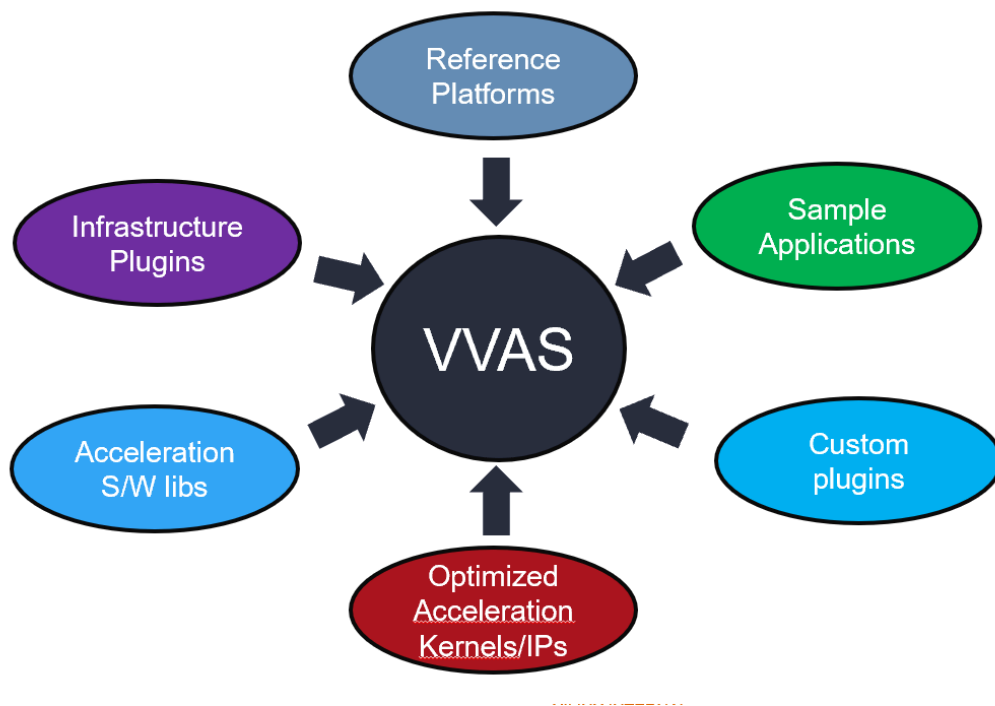 Reference
Platforms
Infrastructure
Plugins
Sample
Applications
VVAS
Acceleration
S/W libs
Custom
plugins
Optimized
Acceleration
Kernels/IPs